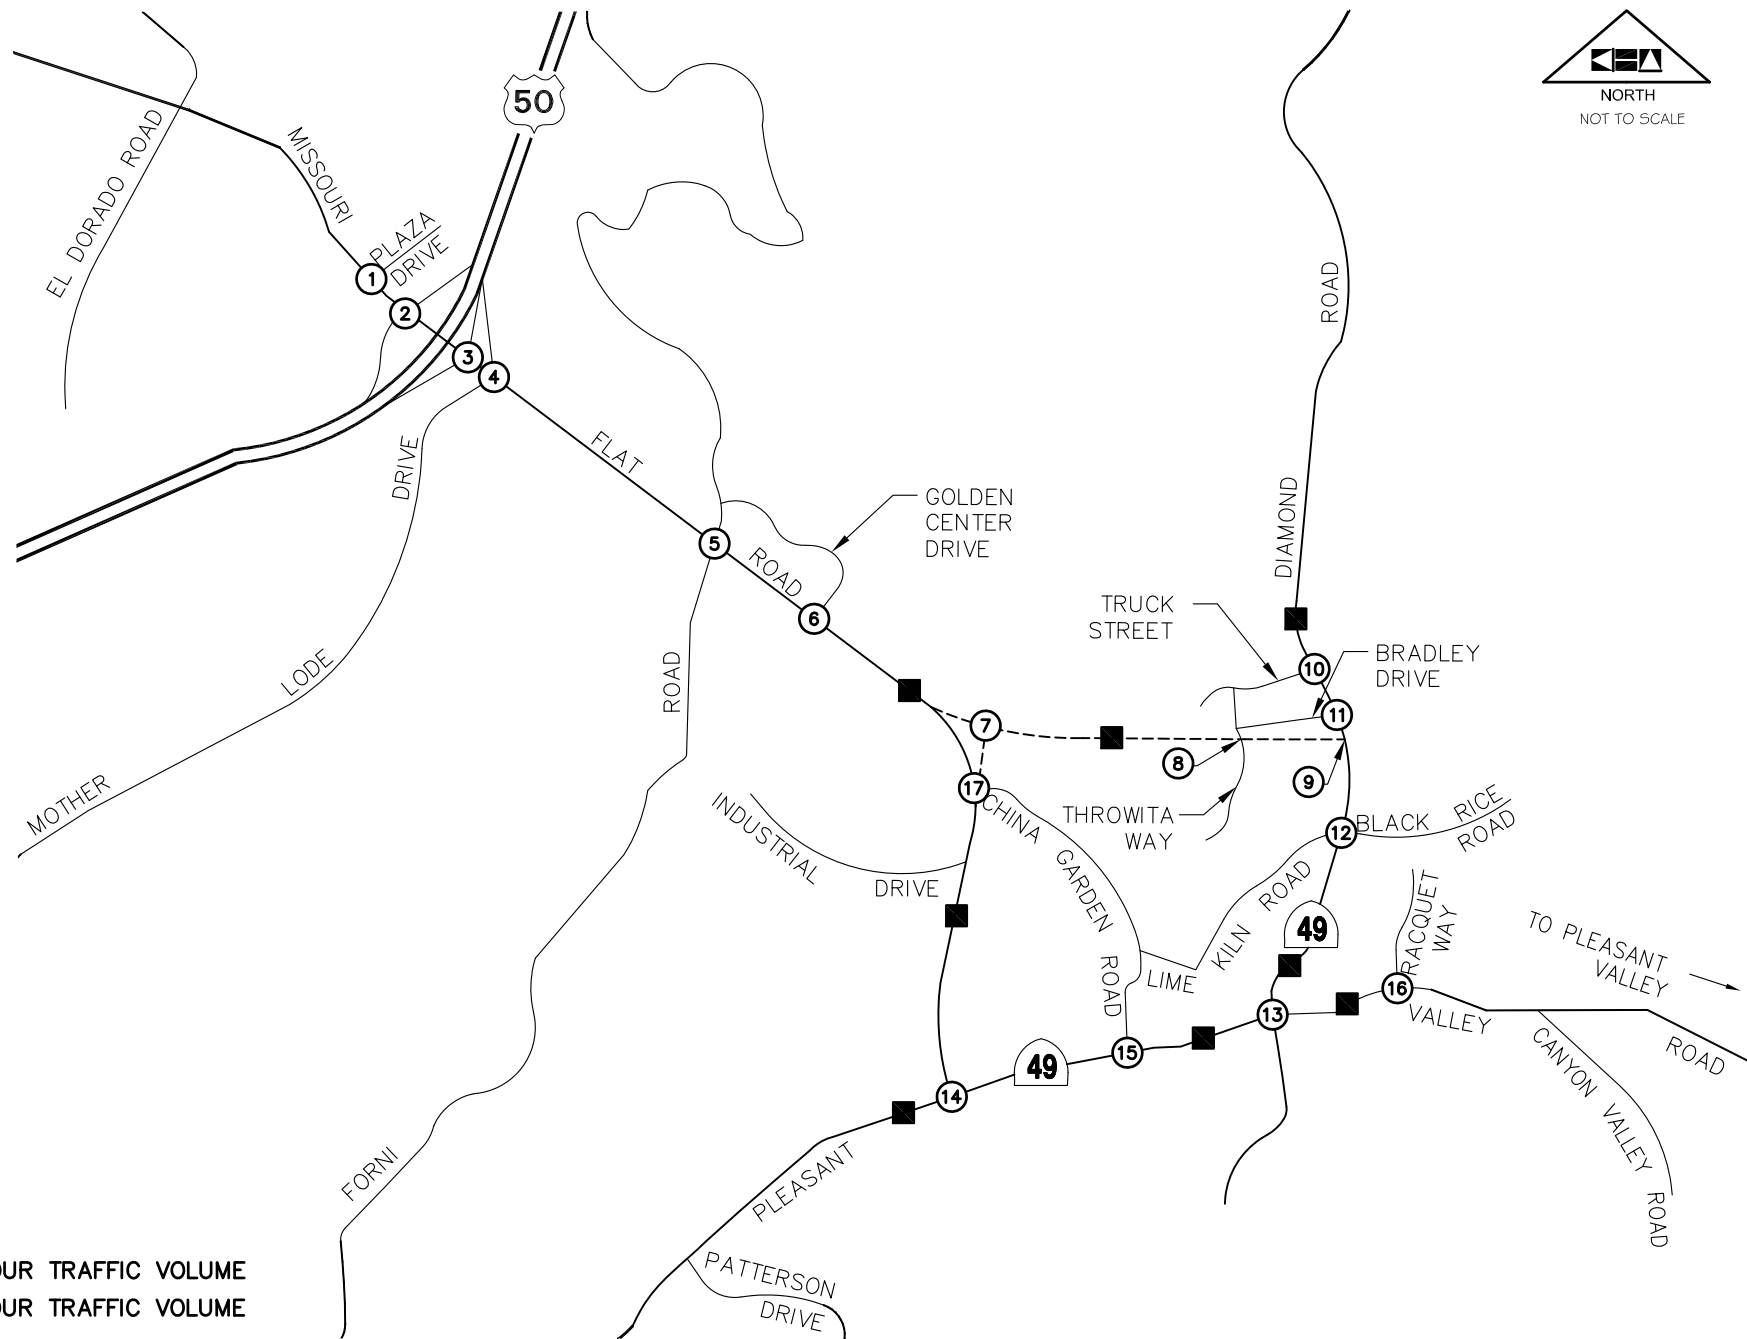 NORTH
NOT TO SCALE
50
EL DORADO ROAD
MISSOURI
PLAZA
DRIVE
1
2
3
4
FLAT
DRIVE
ROAD
GOLDEN
CENTER
DRIVE
5
ROAD
6
DIAMOND
TRUCK
STREET
BRADLEY
DRIVE
10
11
7
8
9
LODE
ROAD
MOTHER
INDUSTRIAL
DRIVE
17
CHINA
GARDEN
ROAD
THROWITA
WAY
12
BLACK
RICE
ROAD
LIME
KILN
ROAD
49
RACQUET
WAY
TO PLEASANT
VALLEY
16
13
VALLEY
ROAD
CANYON
VALLEY
ROAD
15
49
14
FORNI
PLEASANT
PATTERSON
DRIVE
OUR TRAFFIC VOLUME
OUR TRAFFIC VOLUME